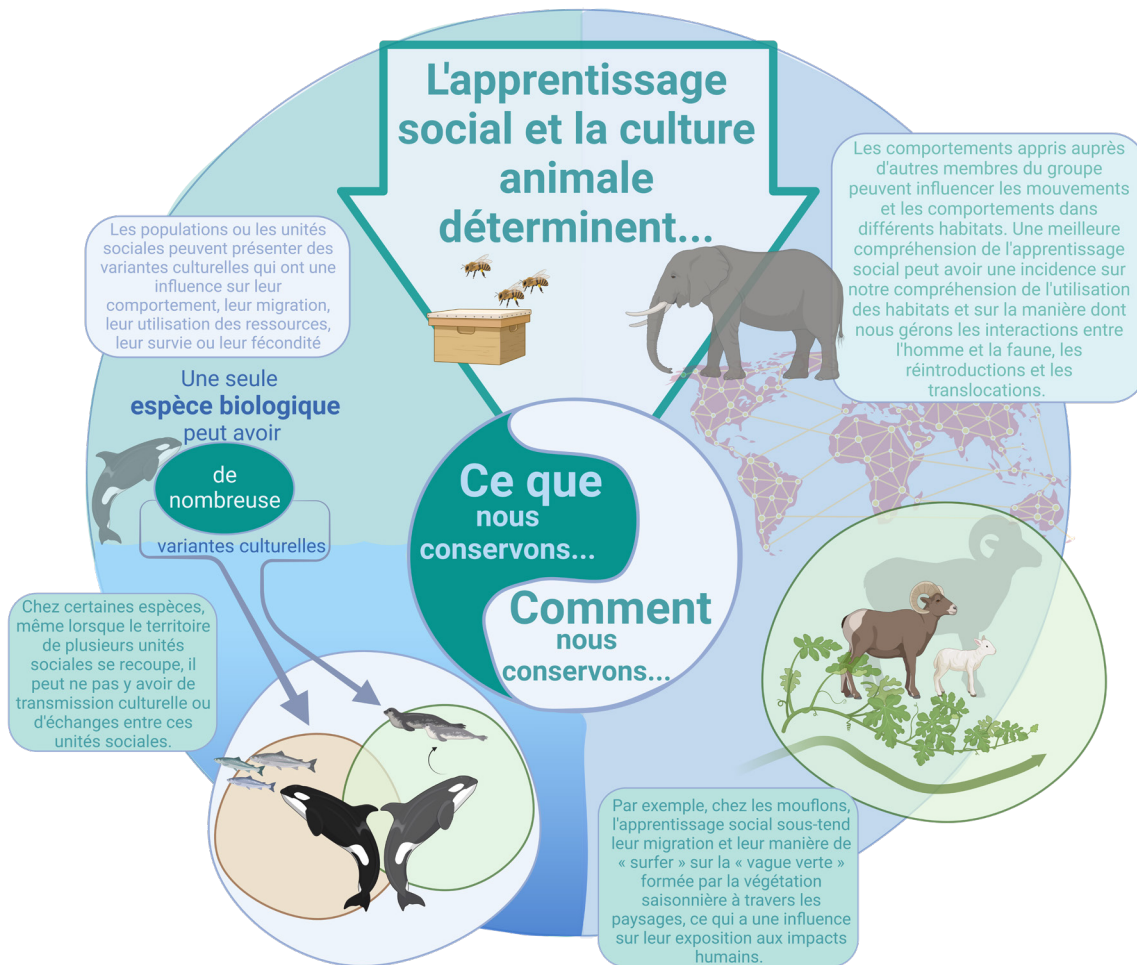 L'apprentissage
social et la culture
animale
déterminent...
Les populations ou les unités
sociales peuvent présenter des
variantes culturelles qui ont une
influence sur leur
comportement, leur migration,
leur utilisation des ressources,
leur survie ou leur fécondité
Une seule
espèce biologique
peut avoir
de
nombreuse
variantes culturelles
Chez certaines espèces,
même lorsque le territoire
de plusieurs unités
sociales se recoupe, il
peut ne pas y avoir de
transmission culturelle ou
d'échanges entre ces
unités sociales.
Ce que
nous
conservons...
Comment
nous
conservons...
Les comportements appris auprès
d'autres membres du groupe
peuvent influencer les mouvements
et les comportements dans
différents habitats. Une meilleure
compréhension de l'apprentissage
social peut avoir une incidence sur
notre compréhension de l'utilisation
des habitats et sur la manière dont
nous gérons les interactions entre
l'homme et la faune, les
réintroductions et les
translocations.
Par exemple, chez les mouflons,
l'apprentissage social sous-tend
leur migration et leur manière de
« surfer » sur la « vague verte »
formée par la végétation
saisonnière à travers les
paysages, ce qui a une influence
sur leur exposition aux impacts
humains.